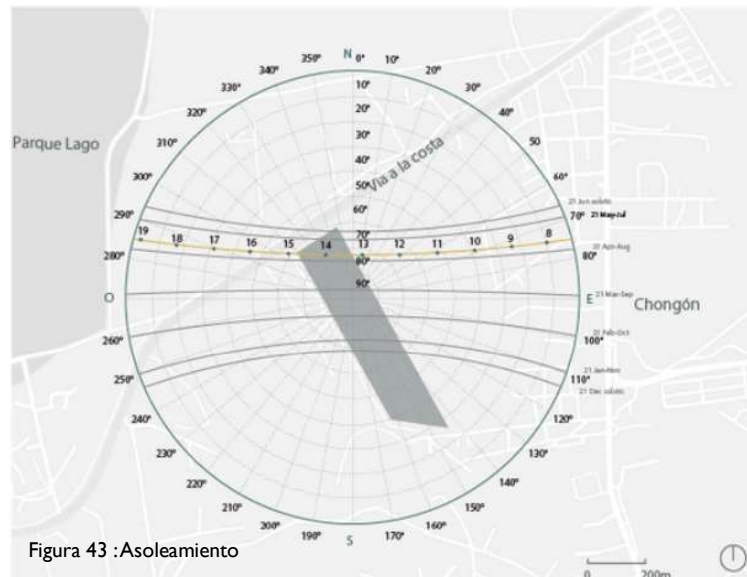 N
350° 0° 10°
340° 20°
330° 30°
320° 40°
310° 50
300° 60°
290° 70°
280° 80°
O E
260° 100°
250° 110°
240° 120°
230° 130°
220° 140°
210° 150°
200° 160°
190° 170°
S
10°
20°
30°
40°
50°
60°
70°
80°
90°
19 18 17 16 15 14 13 12 11 10 9 8
21 Jun solsitc
21 May-Jul
21 Apr-Aug
21 Mar-Sep
21 Feb-Oct
21 Jan-Nov
21 Dec solsitc
Parque Lago
Via a la costa
Chongón
Figura 43 : Asoleamiento
0 200m